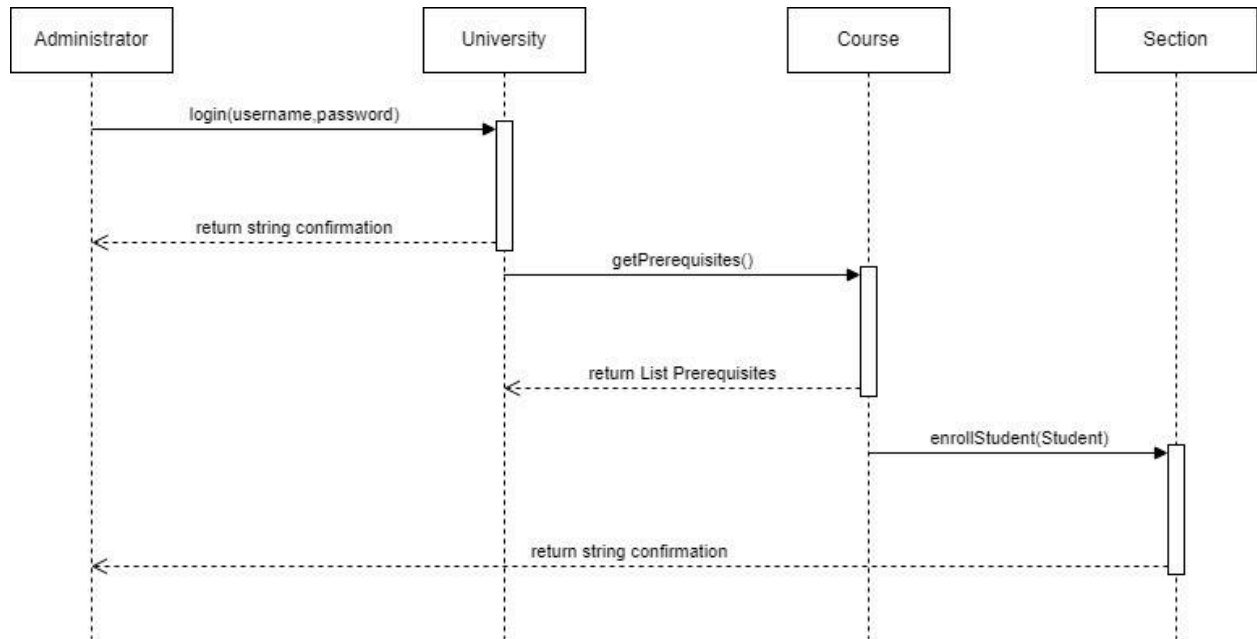 Administrator
University
Course
Section
login(username,password)
return string confirmation
getPrerequisites()
return List Prerequisites
enrollStudent(Student)
return string confirmation